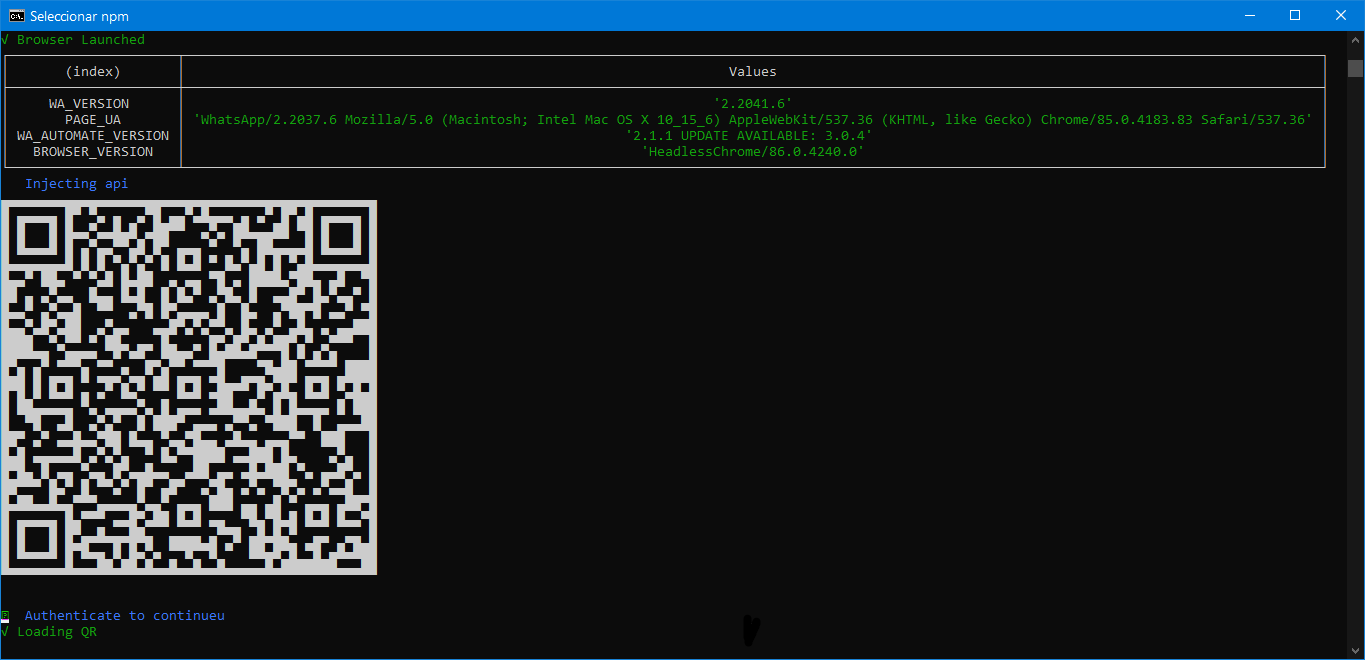 Seleccionar npm
√ Browser Launched
(index) Values
WA_VERSION '2.2041.6'
PAGE_UA 'WhatsApp/2.2037.6 Mozilla/5.0 (Macintosh; Intel Mac OS X 10_15_6) AppleWebKit/537.36 (KHTML, like Gecko) Chrome/85.0.4183.83 Safari/537.36'
WA_AUTOMATE_VERSION '2.1.1 UPDATE AVAILABLE: 3.0.4'
BROWSER_VERSION 'HeadlessChrome/86.0.4240.0'
Injecting api
Authenticate to continueu
√ Loading QR